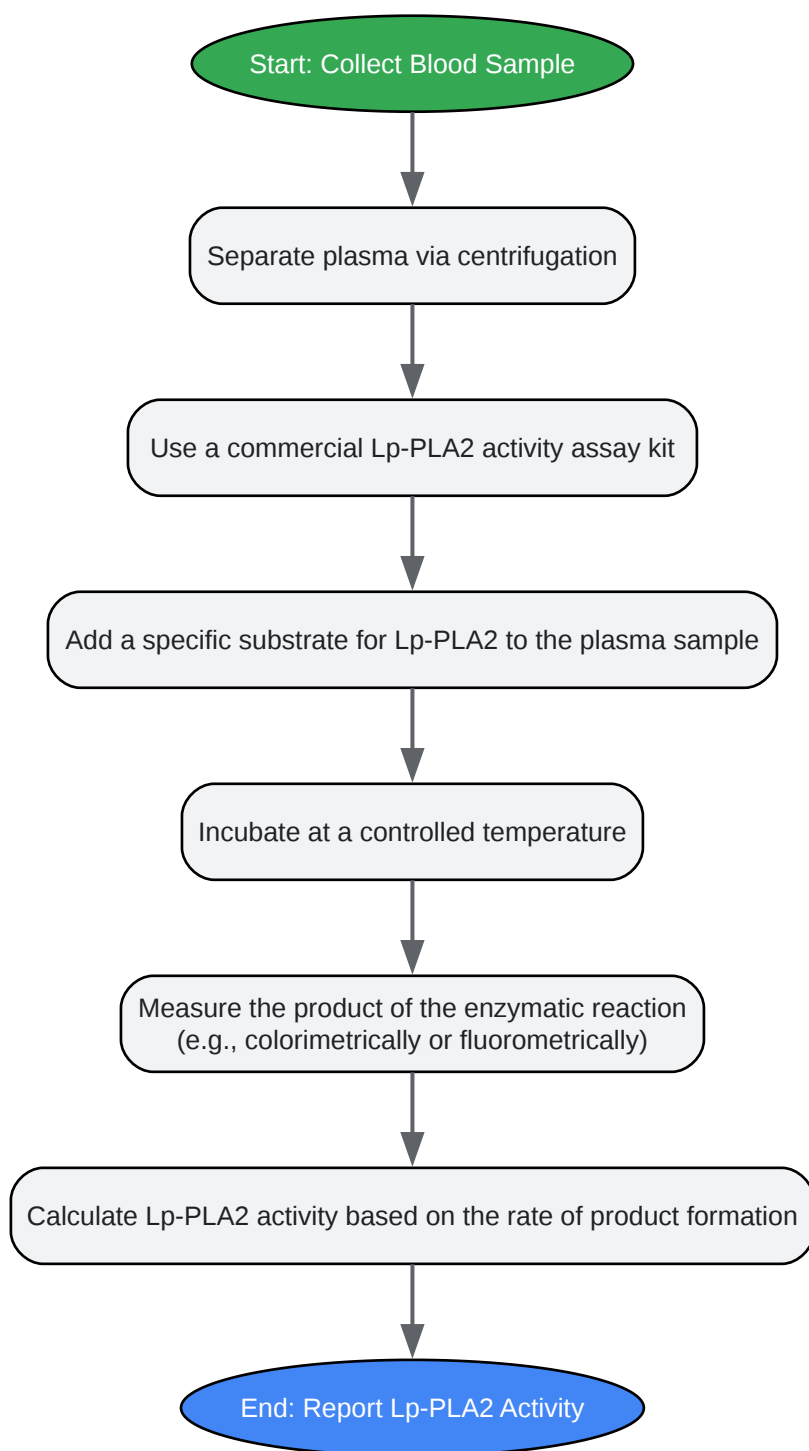 Start: Collect Blood Sample
Separate plasma via centrifugation
Use a commercial Lp-PLA2 activity assay kit
Add a specific substrate for Lp-PLA2 to the plasma sample
Incubate at a controlled temperature
Measure the product of the enzymatic reaction
(e.g., colorimetrically or fluorometrically)
Calculate Lp-PLA2 activity based on the rate of product formation
End: Report Lp-PLA2 Activity